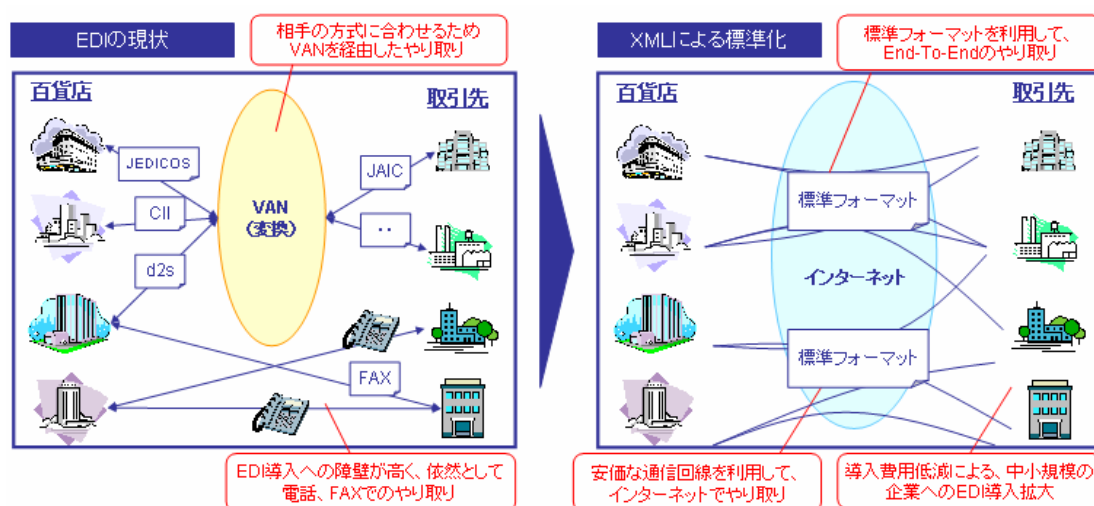 EDIの現状
相手の方式に合わせるため
VANを経由したやり取り
百貨店
取引先
JEDICOS
CII
d2s
VAN
(変換)
JAIC
‥
FAX
EDI導入への障壁が高く、依然として
電話、FAXでのやり取り
XMLによる標準化
標準フォーマットを利用して、
End-To-Endのやり取り
百貨店
取引先
標準フォーマット
インターネット
標準フォーマット
安価な通信回線を利用して、
インターネットでやり取り
導入費用低減による、中小規模の
企業へのEDI導入拡大